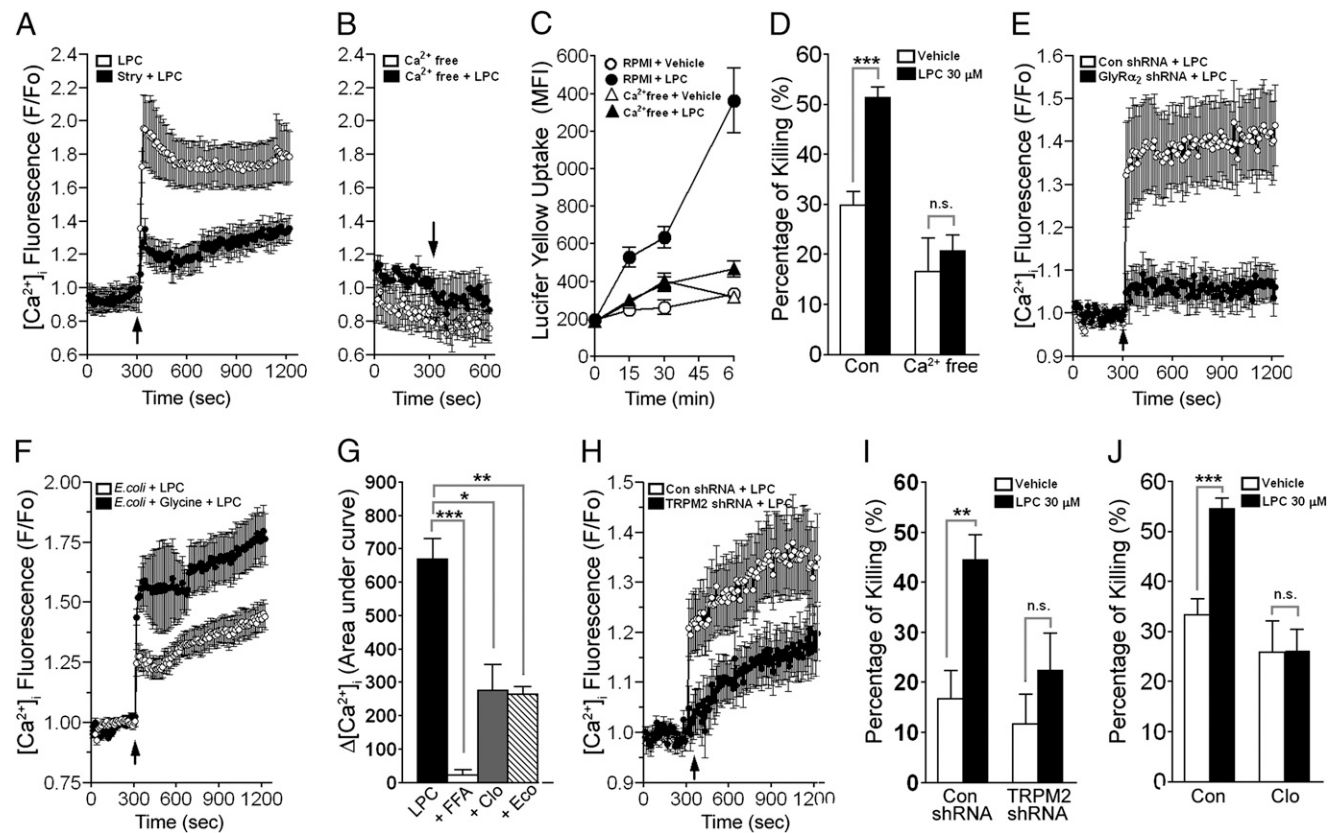 A
LPC
Stry + LPC
[Ca²⁺]ᵢ Fluorescence (F/Fo)
2.2
2.0
1.8
1.6
1.4
1.2
1.0
0.8
0.6
0 300 600 900 1200
Time (sec)
B
Ca²⁺ free
Ca²⁺ free + LPC
2.2
2.0
1.8
1.6
1.4
1.2
1.0
0.8
0.6
0 300 600
Time (sec)
C
RPMI + Vehicle
RPMI + LPC
Ca²⁺free + Vehicle
Ca²⁺free + LPC
Lucifer Yellow Uptake (MFI)
600
400
200
000
800
600
400
200
0
0 15 30 45 6
Time (min)
D
Vehicle
LPC 30 µM
Percentage of Killing (%)
60
50
40
30
20
10
0
***
n.s.
Con Ca²⁺ free
E
Con shRNA + LPC
GlyRα₂ shRNA + LPC
[Ca²⁺]ᵢ Fluorescence (F/Fo)
1.6
1.5
1.4
1.3
1.2
1.1
1.0
0.9
0 300 600 900 1200
Time (sec)
F
E.coli + LPC
E.coli + Glycine + LPC
[Ca²⁺]ᵢ Fluorescence (F/Fo)
2.00
1.75
1.50
1.25
1.00
0.75
0 300 600 900 1200
Time (sec)
G
Δ[Ca²⁺]ᵢ (Area under curve)
900
800
700
600
500
400
300
200
100
0
**
*
***
LPC + FFA + Clo + Eco
H
Con shRNA + LPC
TRPM2 shRNA + LPC
[Ca²⁺]ᵢ Fluorescence (F/Fo)
1.5
1.4
1.3
1.2
1.1
1.0
0.9
0 300 600 900 1200
Time (sec)
I
Vehicle
LPC 30 µM
Percentage of Killing (%)
60
50
40
30
20
10
0
**
n.s.
Con shRNA TRPM2 shRNA
J
Vehicle
LPC 30 µM
Percentage of Killing (%)
60
50
40
30
20
10
0
***
n.s.
Con Clo